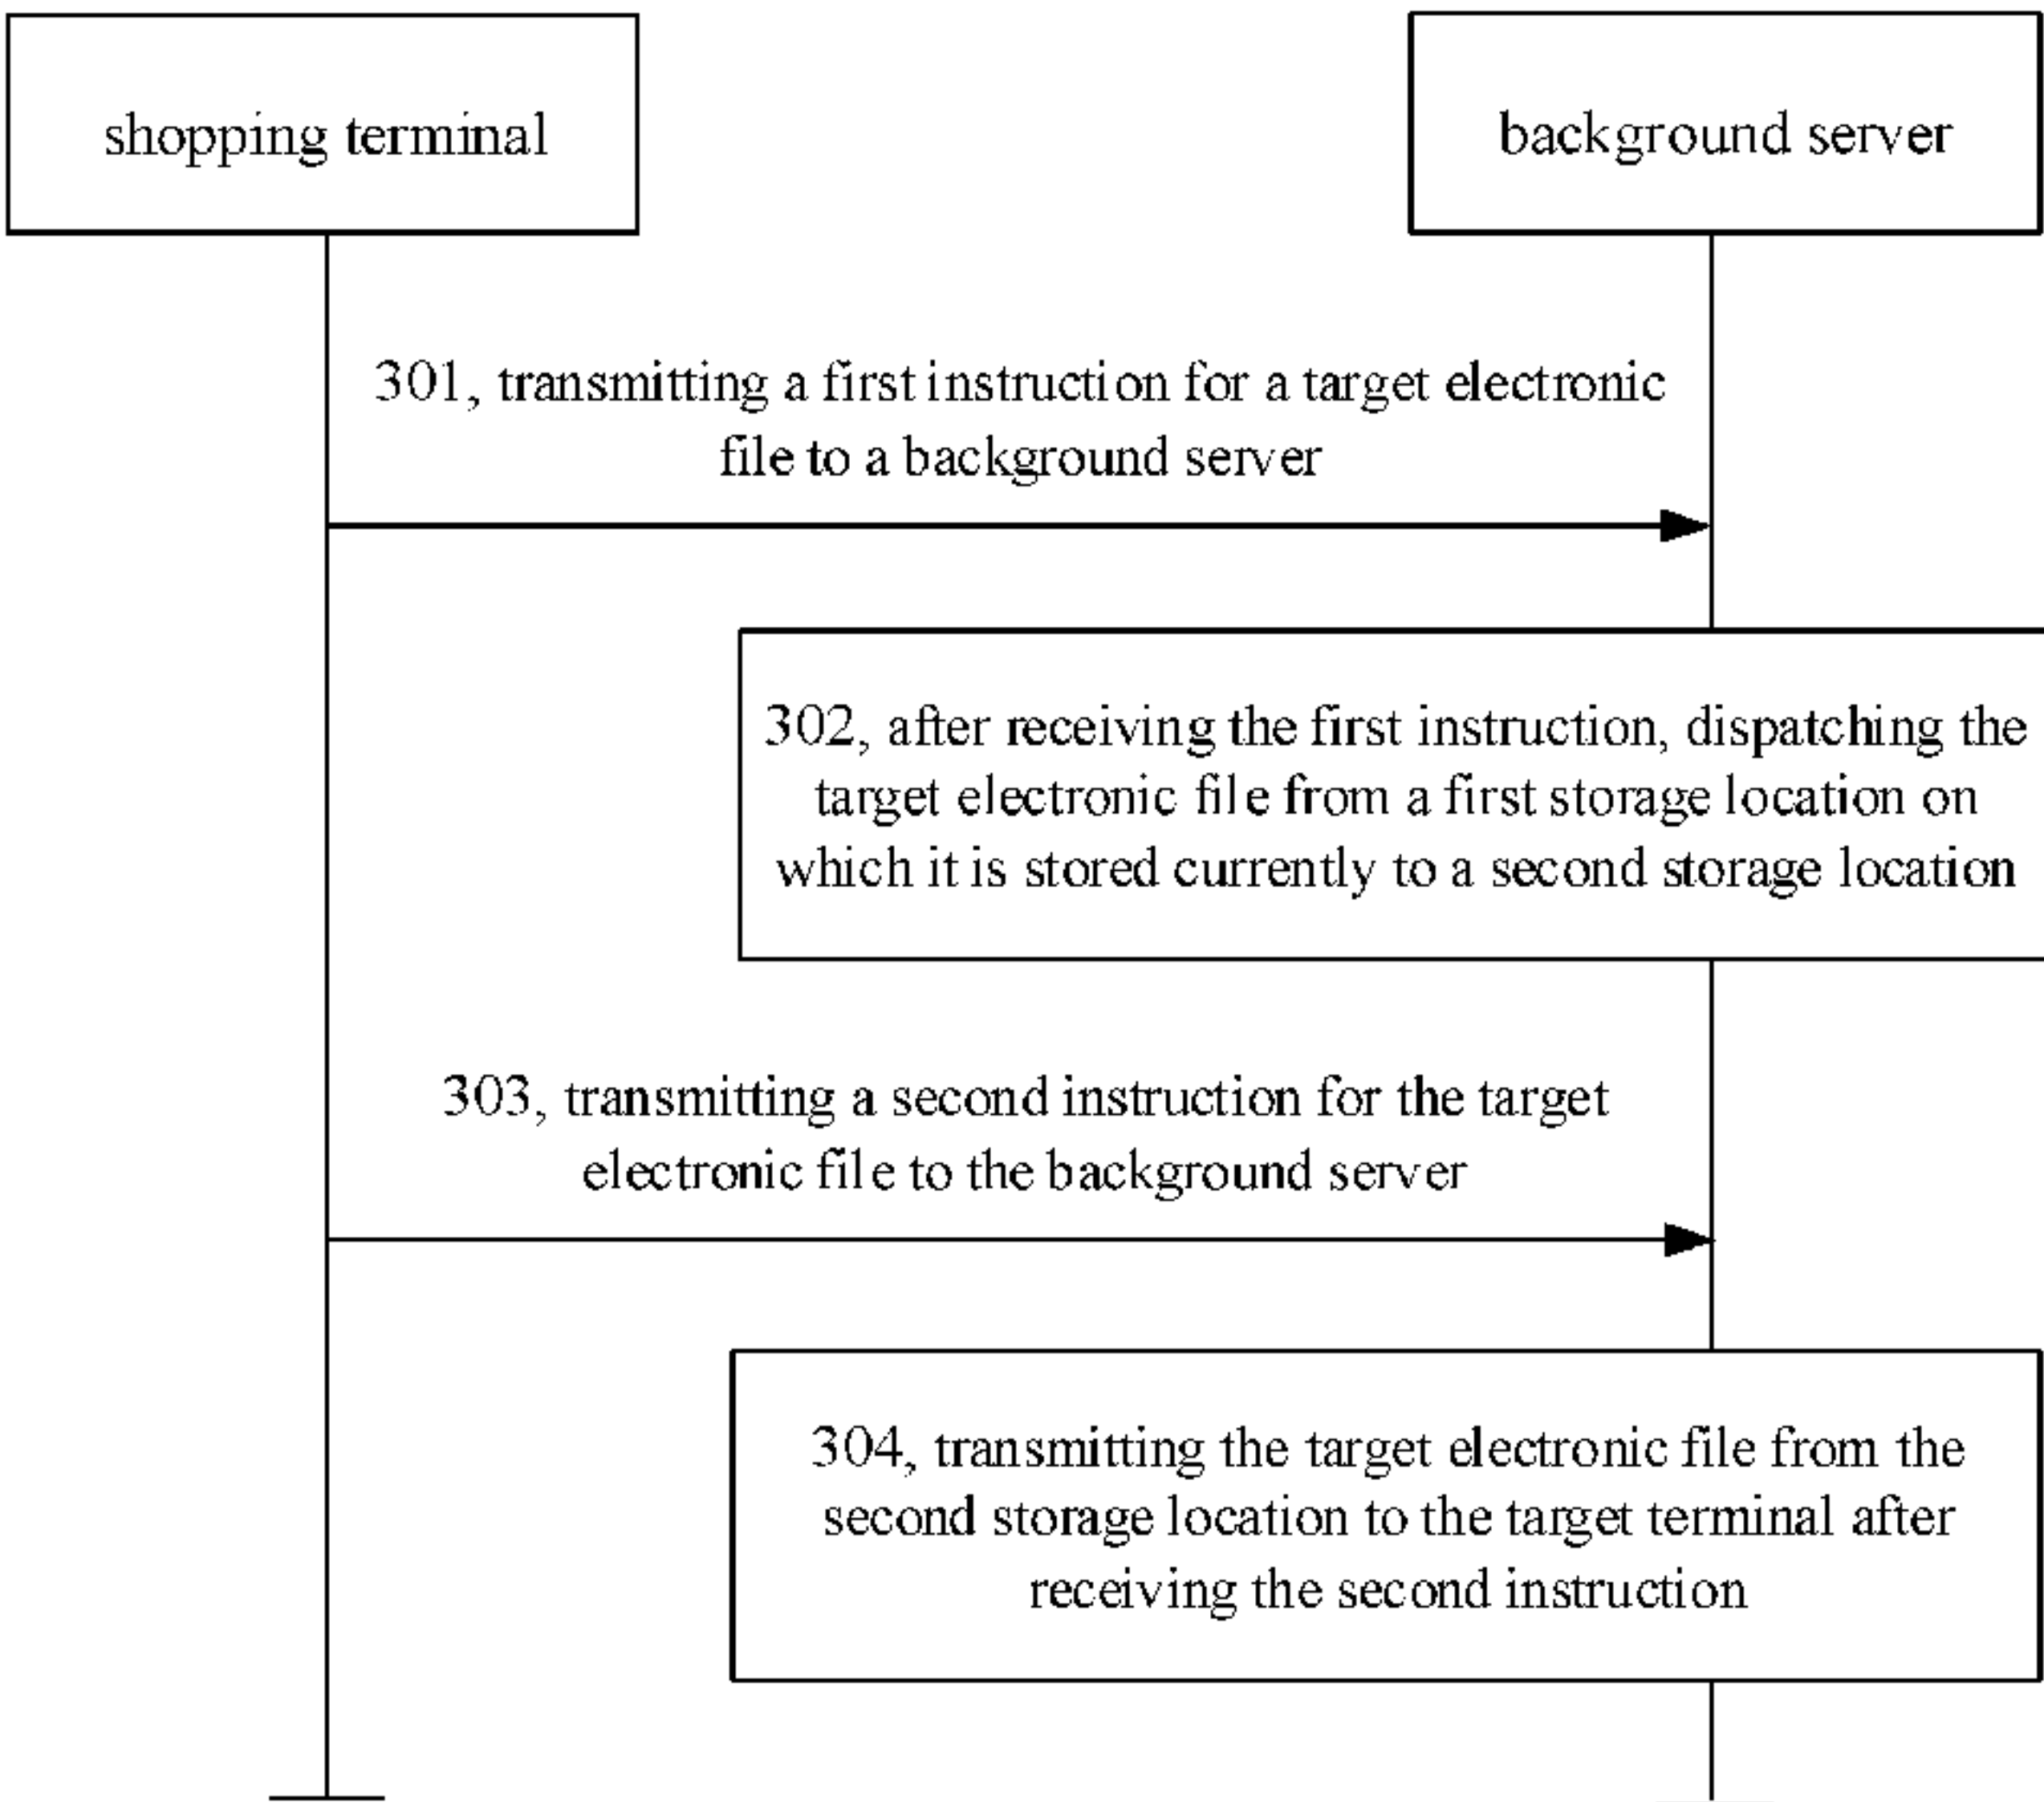 shopping terminal
background server
301, transmitting a first instruction for a target electronic
file to a background server
302, after receiving the first instruction, dispatching the
target electronic file from a first storage location on
which it is stored currently to a second storage location
303, transmitting a second instruction for the target
electronic file to the background server
304, transmitting the target electronic file from the
second storage location to the target terminal after
receiving the second instruction